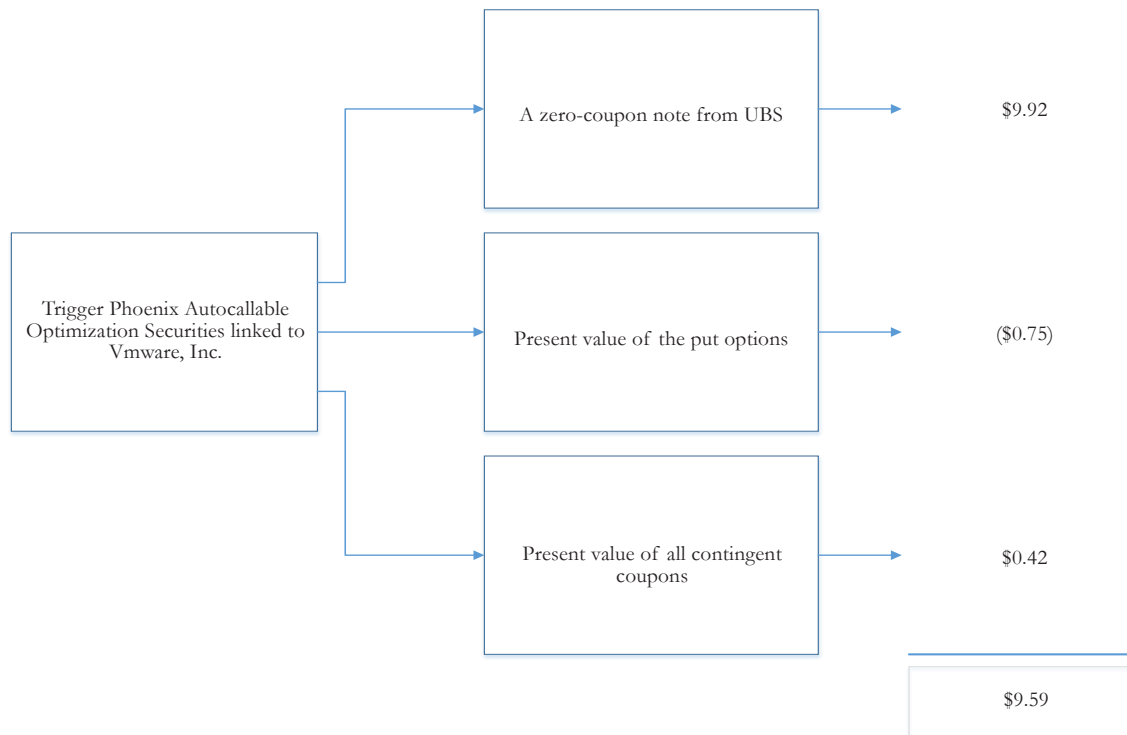 A zero-coupon note from UBS
$9.92
Trigger Phoenix Autocallable
Optimization Securities linked to
Vmware, Inc.
Present value of the put options
($0.75)
Present value of all contingent
coupons
$0.42
$9.59